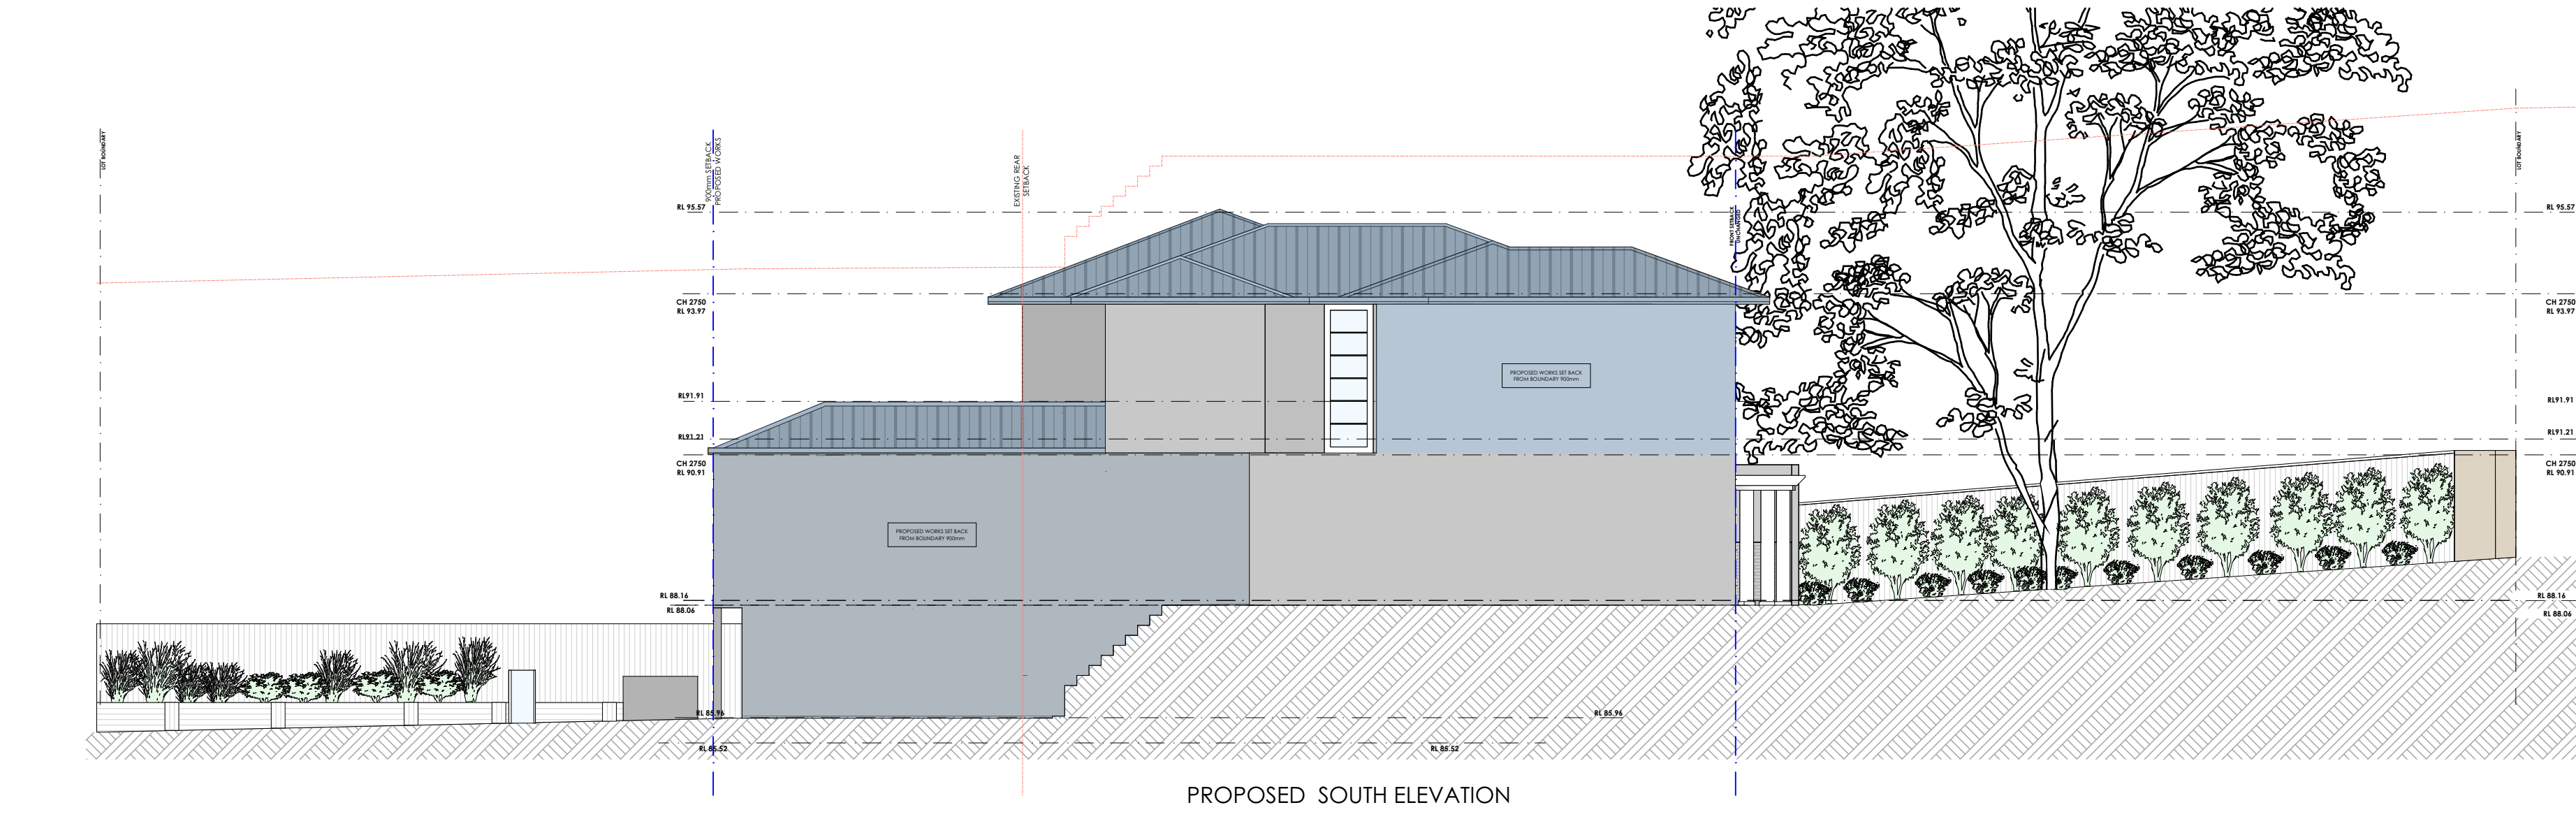 LOT BOUNDARY
900mm SETBACK
PROPOSED WORKS
EXISTING REAR
SETBACK
FRONT SETBACK
UNCHANGED
LOT BOUNDARY
RL 95.57
RL 95.57
CH 2750
RL 93.97
CH 2750
RL 93.97
PROPOSED WORKS SET BACK
FROM BOUNDARY 900mm
RL91.91
RL91.91
RL91.21
RL91.21
CH 2750
RL 90.91
CH 2750
RL 90.91
PROPOSED WORKS SET BACK
FROM BOUNDARY 900mm
RL 88.16
RL 88.16
RL 88.06
RL 88.06
RL 85.96
RL 85.96
RL 85.52
RL 85.52
PROPOSED SOUTH ELEVATION